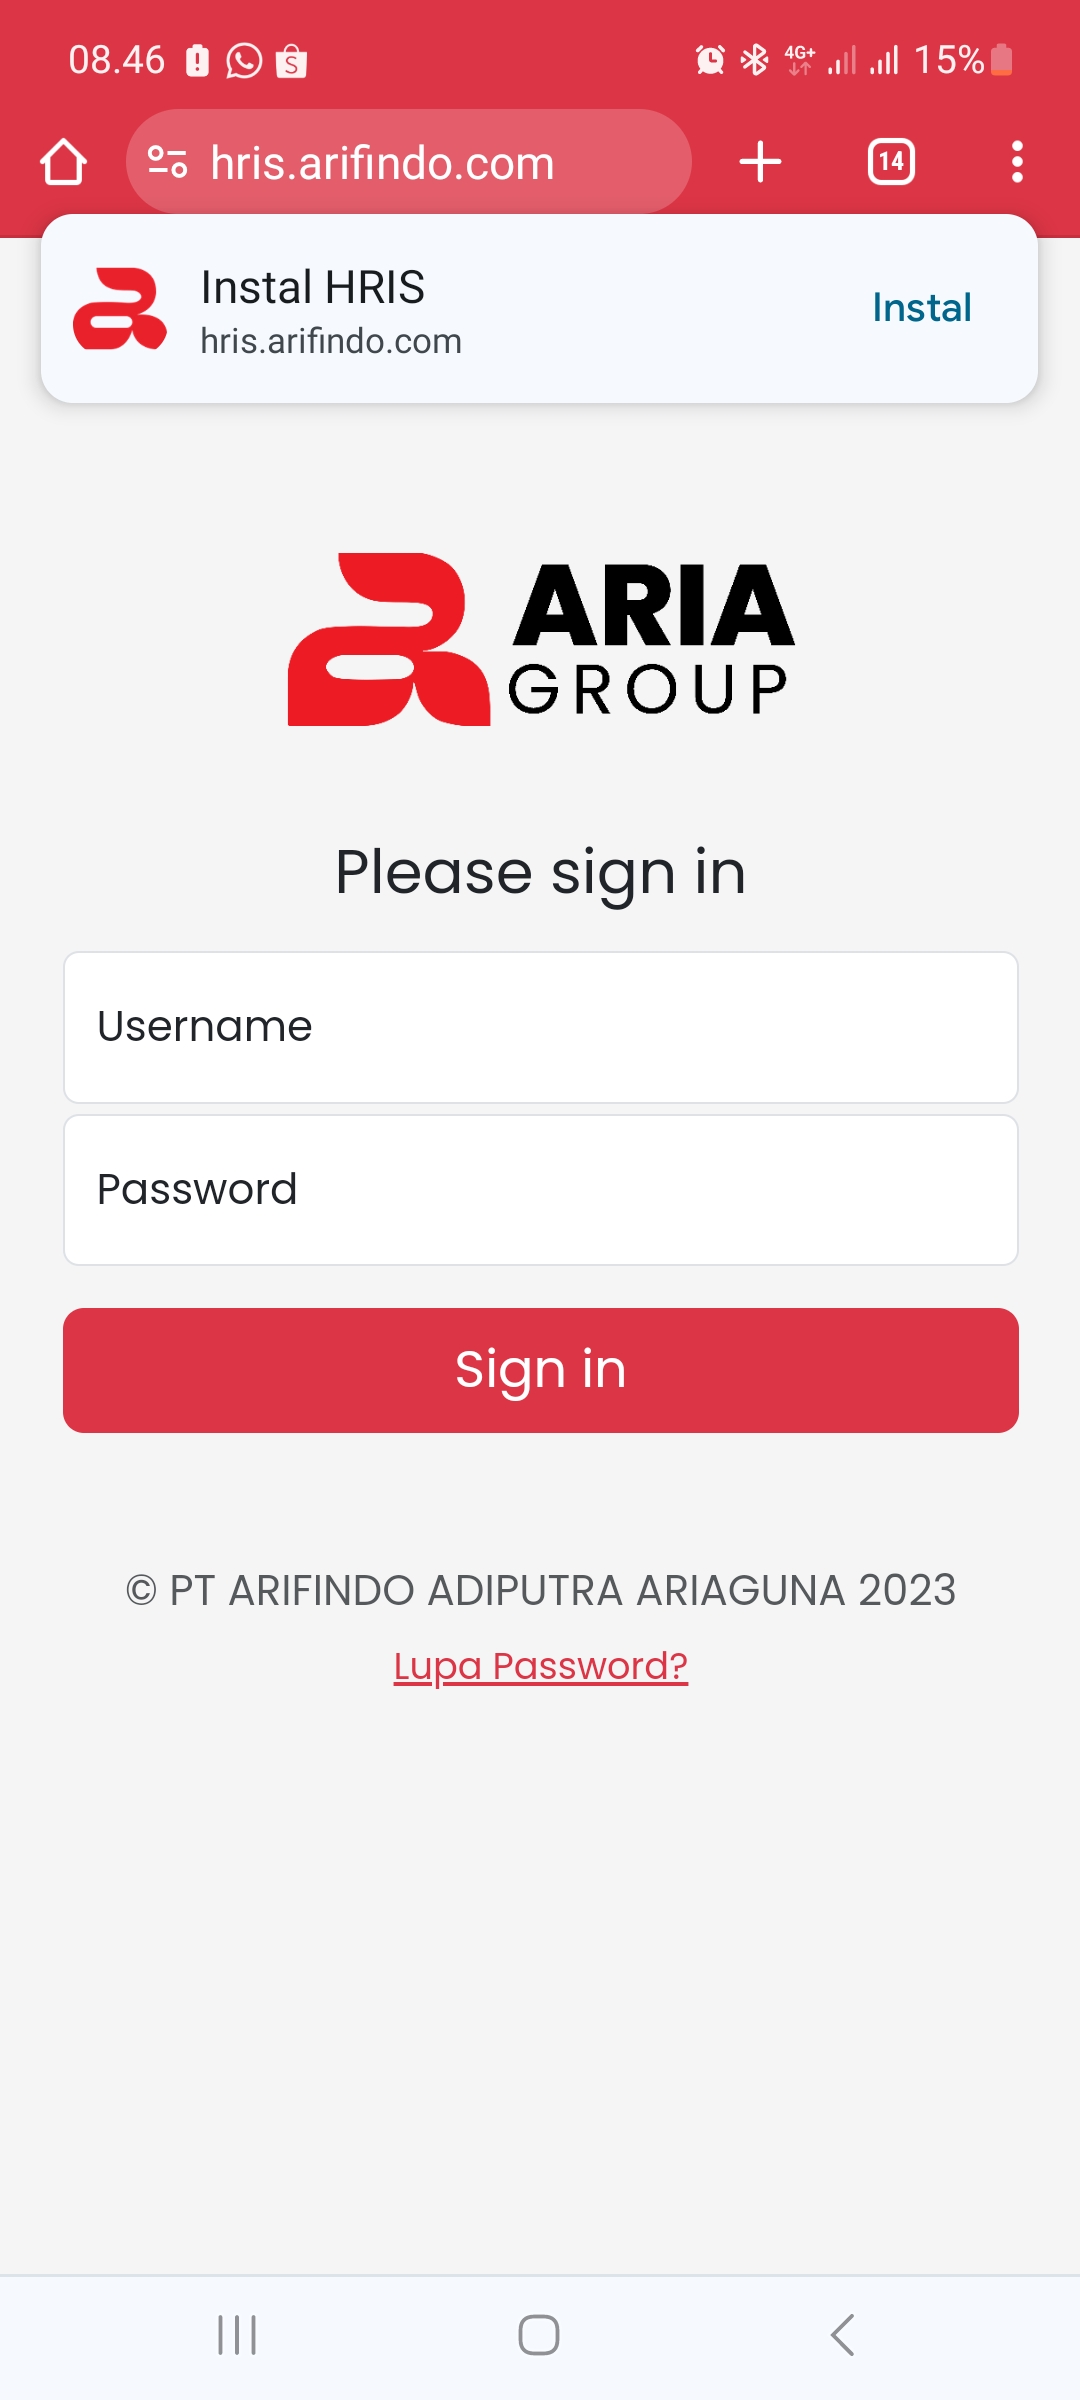 08.46
4G+
15%
hris.arifindo.com
14
Instal HRIS
hris.arifindo.com
Instal
ARIA
GROUP
Please sign in
Username
Password
Sign in
© PT ARIFINDO ADIPUTRA ARIAGUNA 2023
Lupa Password?